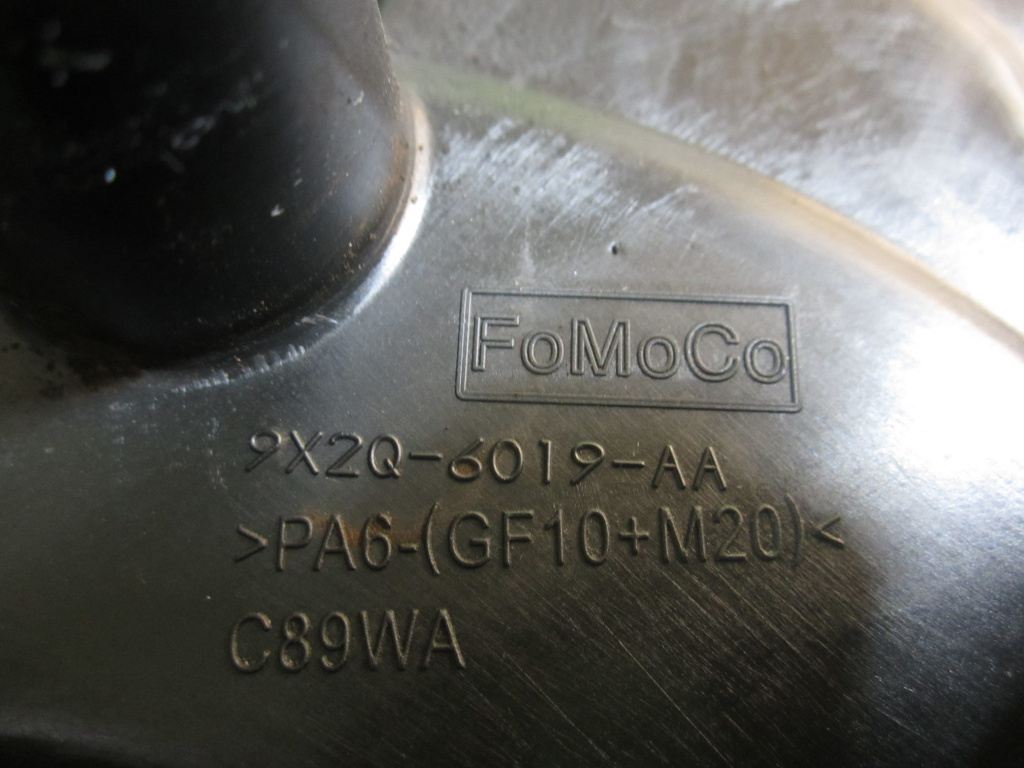 FoMoCo
9X2Q-6019-AA
>PA6-(GF10+M20)<
C89WA